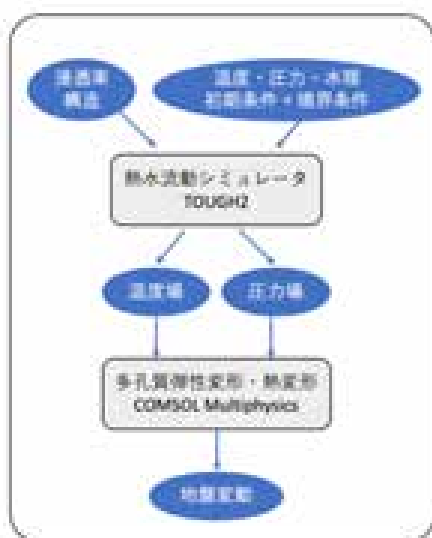 浸透率
構造
温度・圧力・水理
初期条件・境界条件
熱水流動シミュレータ
TOUGH2
温度場
圧力場
多孔質弾性変形・熱変形
COMSOL Multiphysics
地盤変動